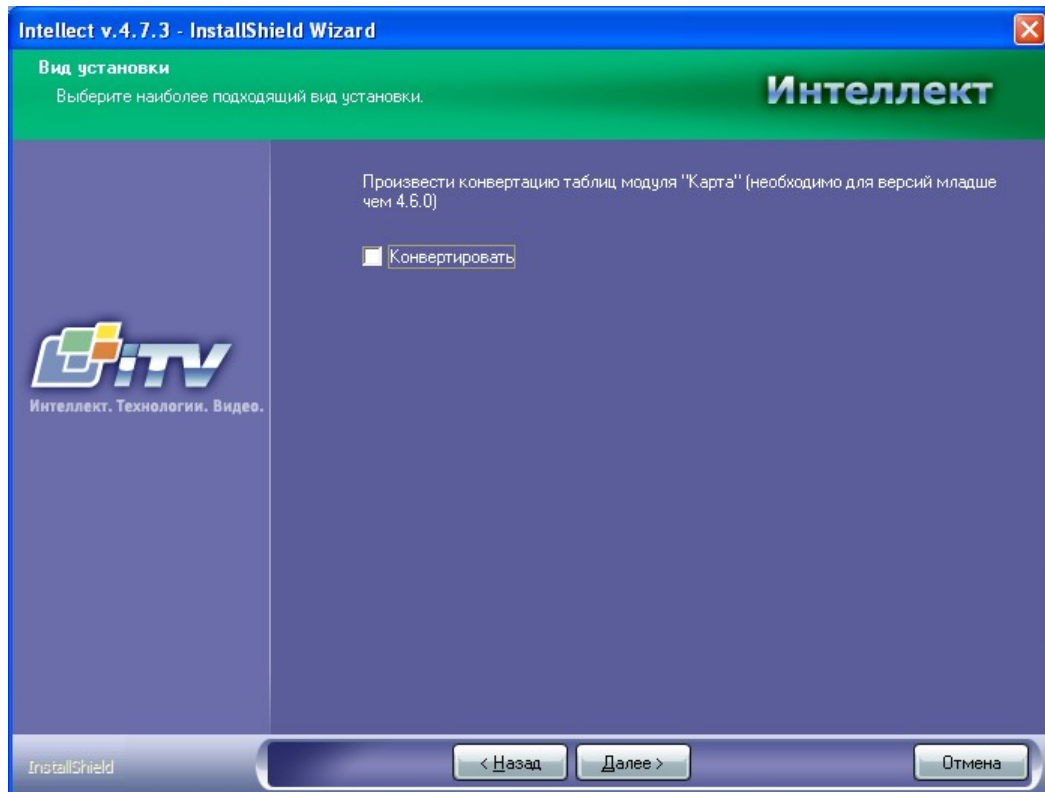 Intellect v.4.7.3 - InstallShield Wizard
Вид установки
Выберите наиболее подходящий вид установки.
Интеллект
Произвести конвертацию таблиц модуля "Карта" (необходимо для версий младше
чем 4.6.0)
Конвертировать
iTV
Интеллект. Технологии. Видео.
InstallShield
< Назад
Далее >
Отмена